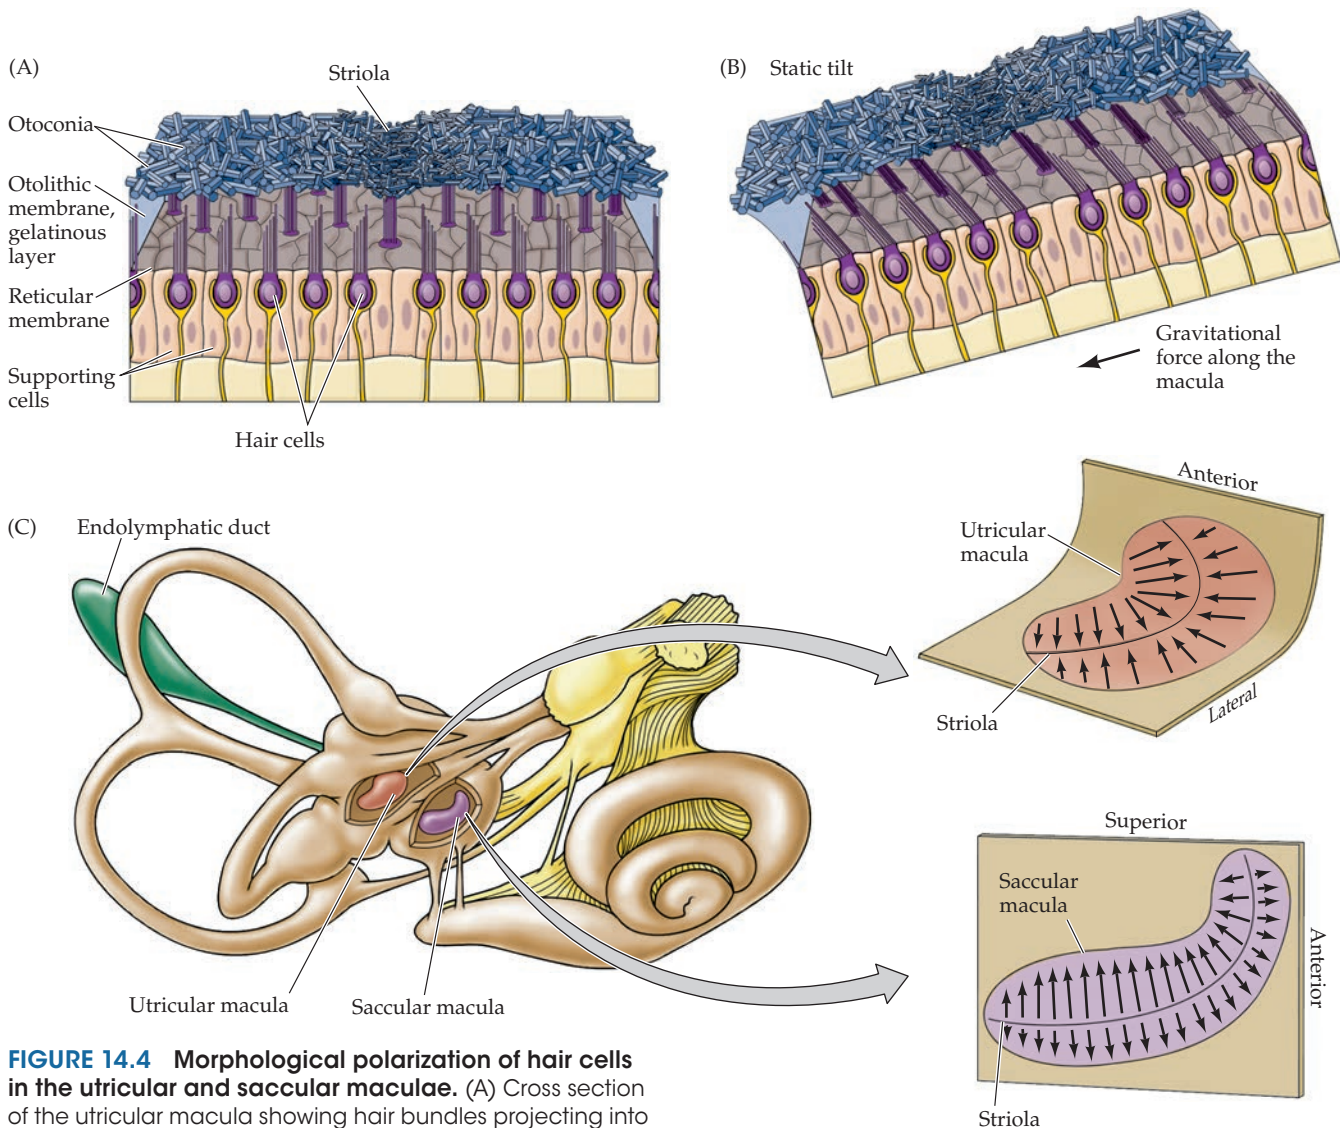 (A)
Striola
Otoconia
Otolithic
membrane,
gelatinous
layer
Reticular
membrane
Supporting
cells
Hair cells
(B) Static tilt
Gravitational
force along the
macula
(C) Endolymphatic duct
Utricular macula
Saccular macula
Anterior
Utricular
macula
Striola
Lateral
Superior
Saccular
macula
Anterior
Striola
FIGURE 14.4 Morphological polarization of hair cells
in the utricular and saccular maculae. (A) Cross section
of the utricular macula showing hair bundles projecting into